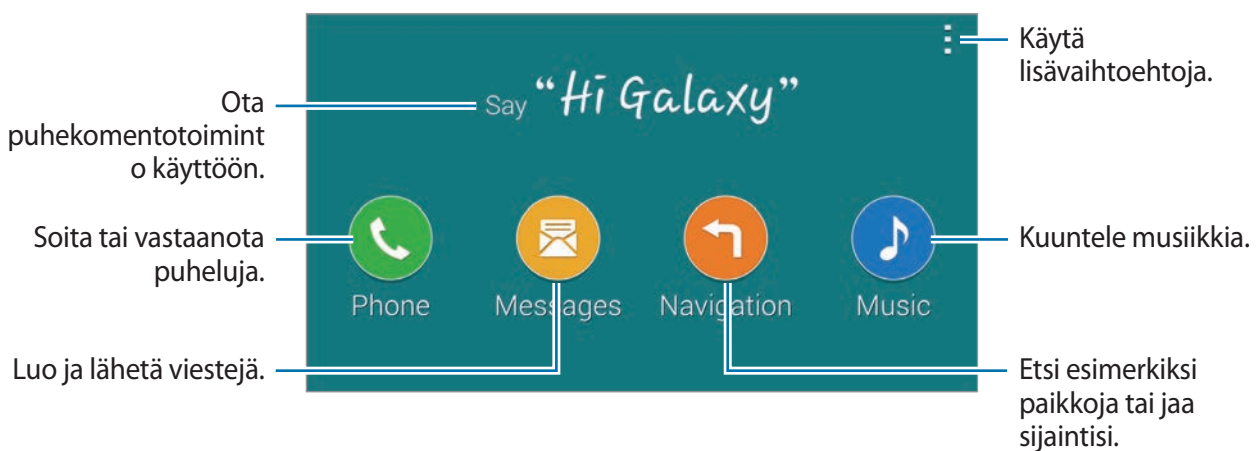 Käytä
lisävaihtoehtoja.
Say “Hi Galaxy”
Ota
puhekomentotoimint
o käyttöön.
Soita tai vastaanota
puheluja.
Kuuntele musiikkia.
Phone
Messages
Navigation
Music
Luo ja lähetä viestejä.
Etsi esimerkiksi
paikkoja tai jaa
sijaintisi.